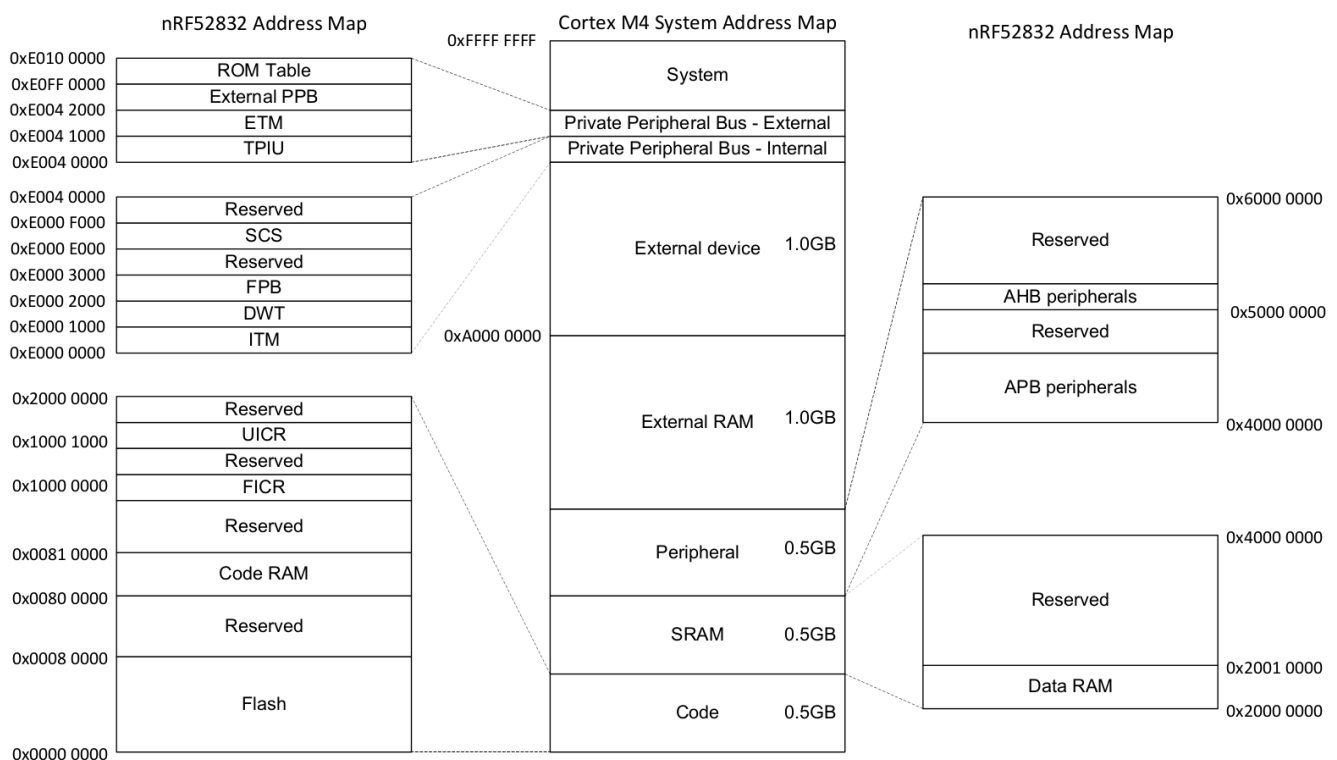 nRF52832 Address Map
0xE010 0000
ROM Table
0xE0FF 0000
External PPB
0xE004 2000
ETM
0xE004 1000
TPIU
0xE004 0000
0xE004 0000
Reserved
0xE000 F000
SCS
0xE000 E000
Reserved
0xE000 3000
FPB
0xE000 2000
DWT
0xE000 1000
ITM
0xE000 0000
0x2000 0000
Reserved
UICR
0x1000 1000
Reserved
0x1000 0000
FICR
Reserved
0x0081 0000
Code RAM
0x0080 0000
Reserved
0x0008 0000
Flash
0x0000 0000
Cortex M4 System Address Map
0xFFFF FFFF
System
Private Peripheral Bus - External
Private Peripheral Bus - Internal
External device 1.0GB
0xA000 0000
External RAM 1.0GB
Peripheral 0.5GB
SRAM 0.5GB
Code 0.5GB
nRF52832 Address Map
0x6000 0000
Reserved
AHB peripherals
0x5000 0000
Reserved
APB peripherals
0x4000 0000
0x4000 0000
Reserved
0x2001 0000
Data RAM
0x2000 0000